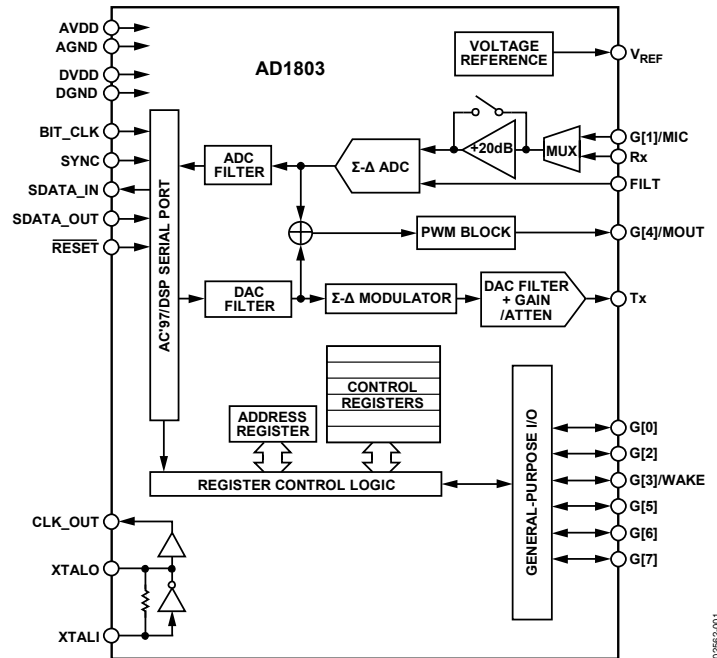 AVDD
AGND
DVDD
DGND
BIT_CLK
SYNC
SDATA_IN
SDATA_OUT
RESET
CLK_OUT
XTALO
XTALI
AD1803
AC'97/DSP SERIAL PORT
VOLTAGE
REFERENCE
ADC
FILTER
Σ-Δ ADC
+20dB
MUX
PWM BLOCK
DAC
FILTER
Σ-Δ MODULATOR
DAC FILTER
+ GAIN
/ATTEN
CONTROL
REGISTERS
ADDRESS
REGISTER
REGISTER CONTROL LOGIC
GENERAL-PURPOSE I/O
VREF
G[1]/MIC
Rx
FILT
G[4]/MOUT
Tx
G[0]
G[2]
G[3]/WAKE
G[5]
G[6]
G[7]
02562-001